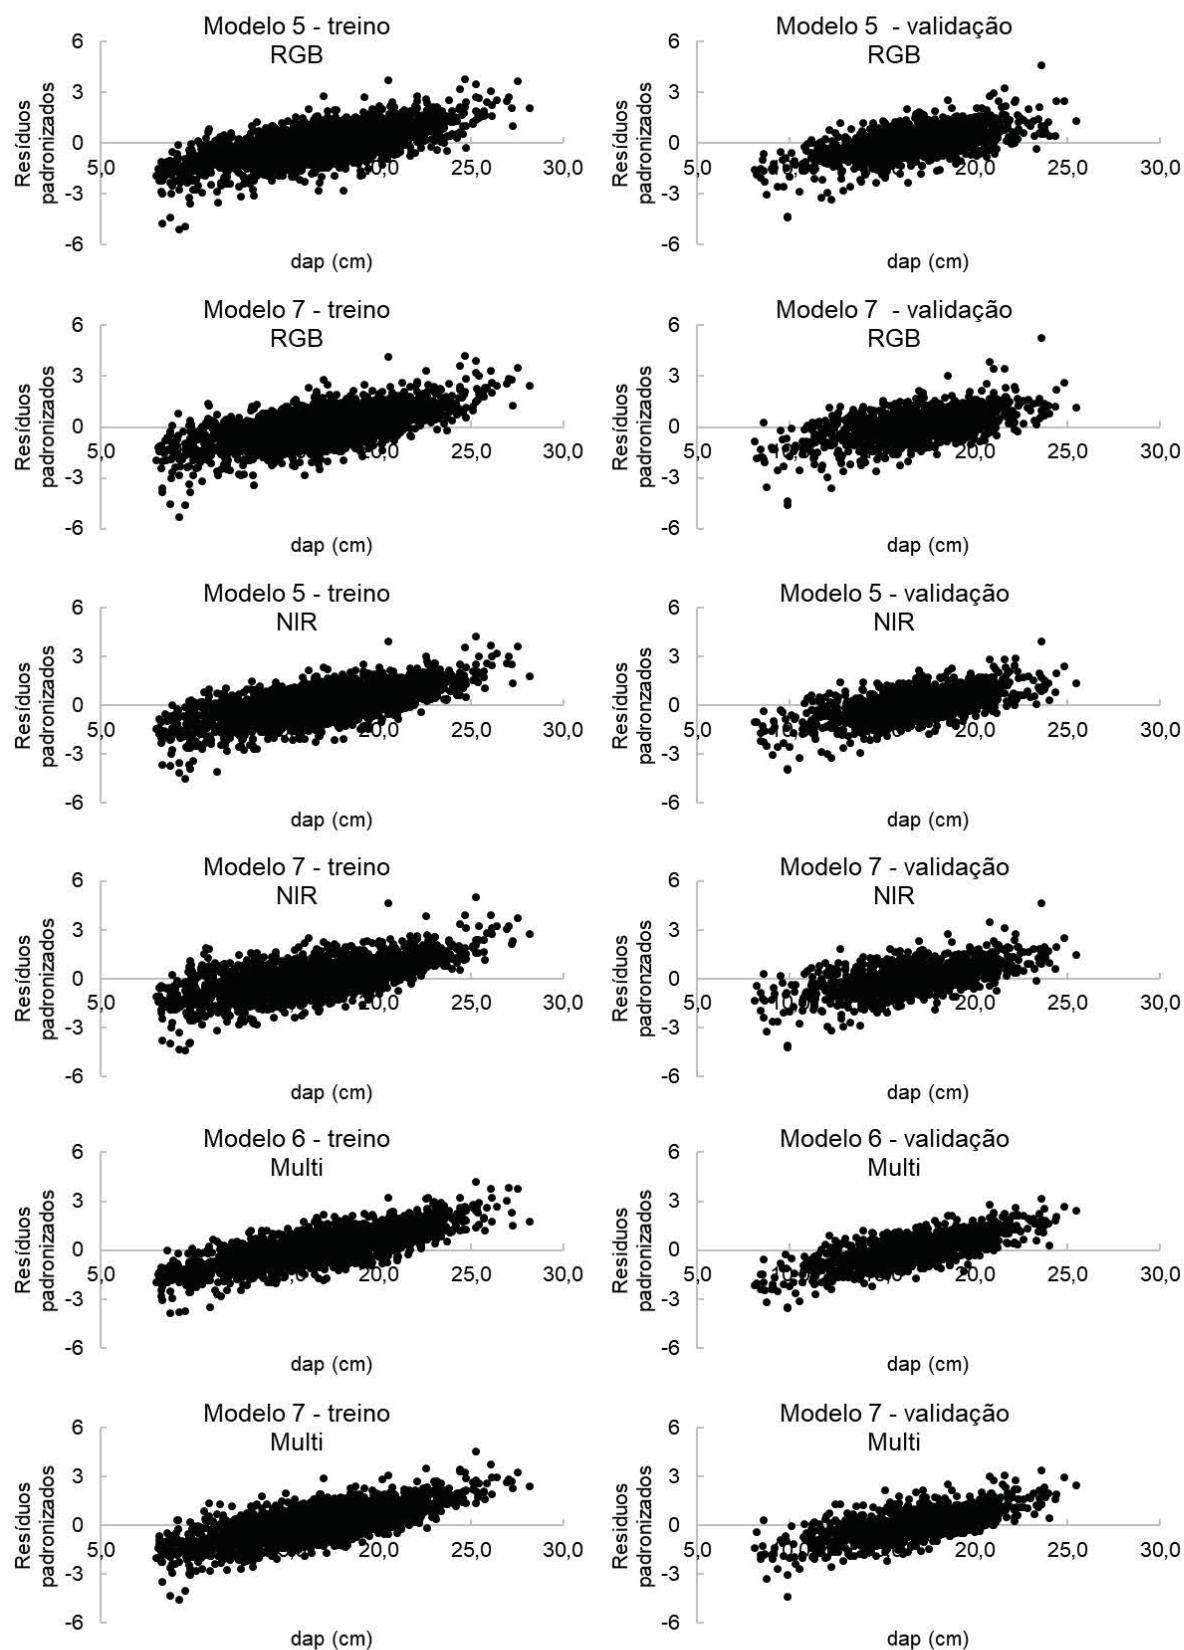 Modelo 5 - treino
RGB
Resíduos
padronizados
6
3
0
-3
-6
5,0
20,0
25,0
30,0
dap (cm)
Modelo 5 - validação
RGB
Resíduos
padronizados
6
3
0
-3
-6
5,0
20,0
25,0
30,0
dap (cm)
Modelo 7 - treino
RGB
Resíduos
padronizados
6
3
0
-3
-6
5,0
20,0
25,0
30,0
dap (cm)
Modelo 7 - validação
RGB
Resíduos
padronizados
6
3
0
-3
-6
5,0
20,0
25,0
30,0
dap (cm)
Modelo 5 - treino
NIR
Resíduos
padronizados
6
3
0
-3
-6
5,0
20,0
25,0
30,0
dap (cm)
Modelo 5 - validação
NIR
Resíduos
padronzados
6
3
0
-3
-6
5,0
20,0
25,0
30,0
dap (cm)
Modelo 7 - treino
NIR
Resíduos
padronizados
6
3
0
-3
-6
5,0
20,0
25,0
30,0
dap (cm)
Modelo 7 - validação
NIR
Resíduos
padronzados
6
3
0
-3
-6
5,0
20,0
25,0
30,0
dap (cm)
Modelo 6 - treino
Multi
Resíduos
padronizados
6
3
0
-3
-6
5,0
20,0
25,0
30,0
dap (cm)
Modelo 6 - validação
Multi
Resíduos
padronizados
6
3
0
-3
-6
5,0
20,0
25,0
30,0
dap (cm)
Modelo 7 - treino
Multi
Resíduos
padronizados
6
3
0
-3
-6
5,0
20,0
25,0
30,0
dap (cm)
Modelo 7 - validação
Multi
Resíduos
padronizados
6
3
0
-3
-6
5,0
20,0
25,0
30,0
dap (cm)